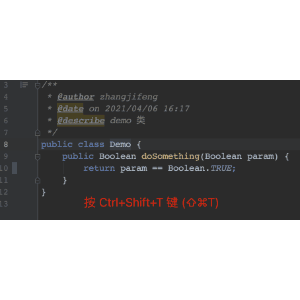 3 /**
4 * @author zhangjifeng
5 * @date on 2021/04/06 16:17
6 * @describe demo 类
7 */
8 public class Demo {
9 public Boolean doSomething(Boolean param) {
10 return param == Boolean.TRUE;
11 }
12 }
13 按 Ctrl+Shift+T 键 (⇧⌘T)